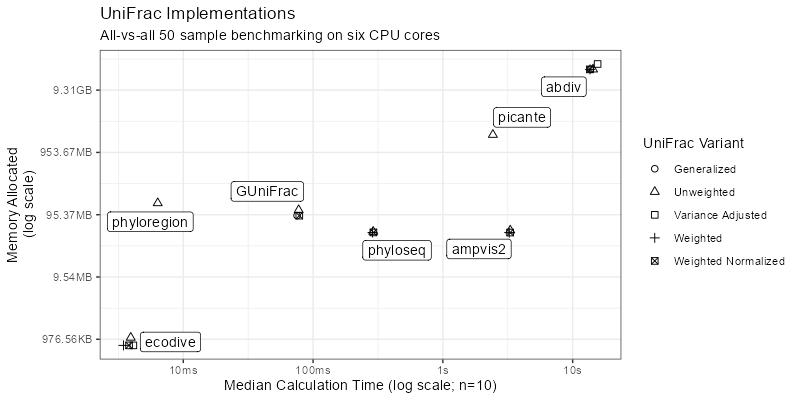 UniFrac Implementations
All-vs-all 50 sample benchmarking on six CPU cores
Memory Allocated
(log scale)
9.31GB
953.67MB
95.37MB
9.54MB
976.56KB
abdiv
picante
GUniFrac
phyloregion
phyloseq
ampvis2
ecodive
10ms
100ms
1s
10s
Median Calculation Time (log scale; n=10)
UniFrac Variant
Generalized
Unweighted
Variance Adjusted
Weighted
Weighted Normalized